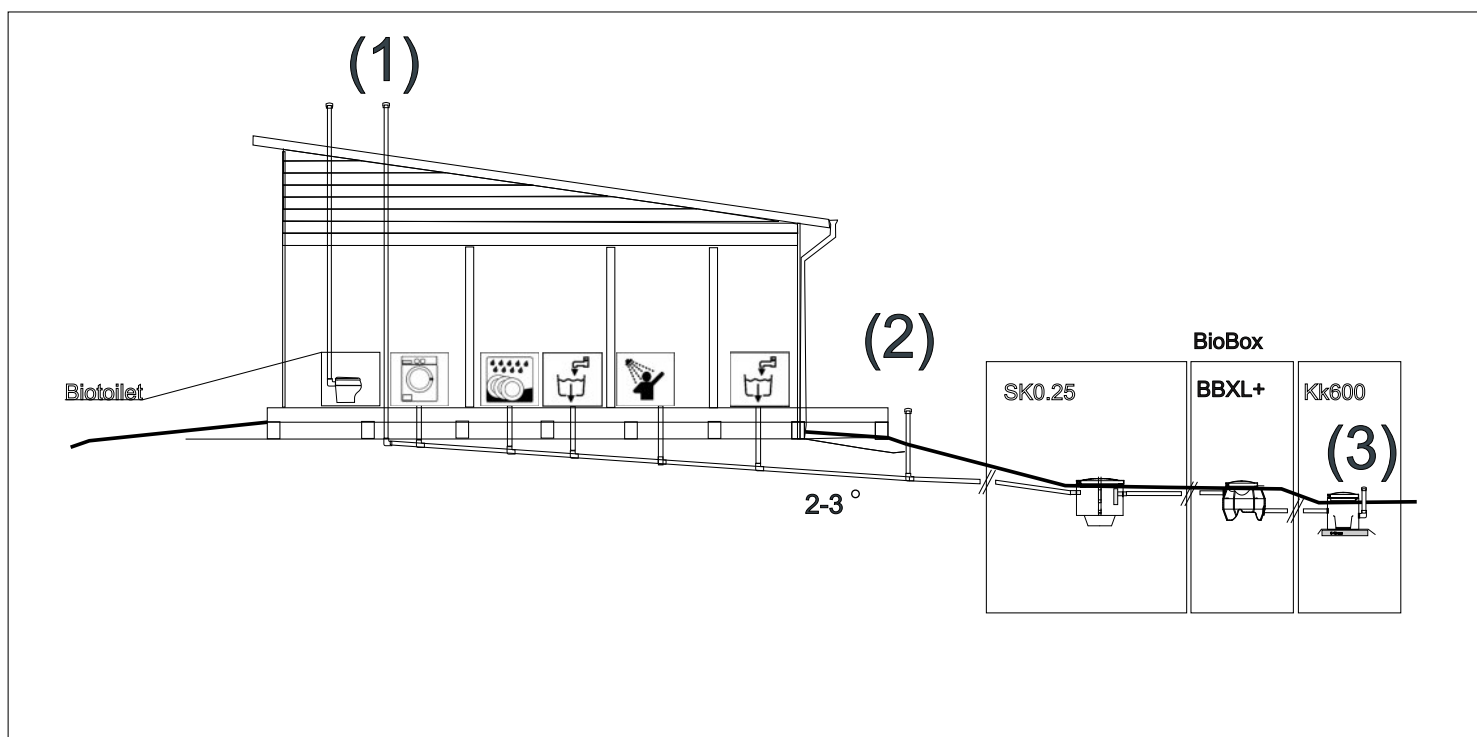 (1)
(2)
BioBox
Biotoilet
SK0.25
BBXL+
Kk600
(3)
2-3 °